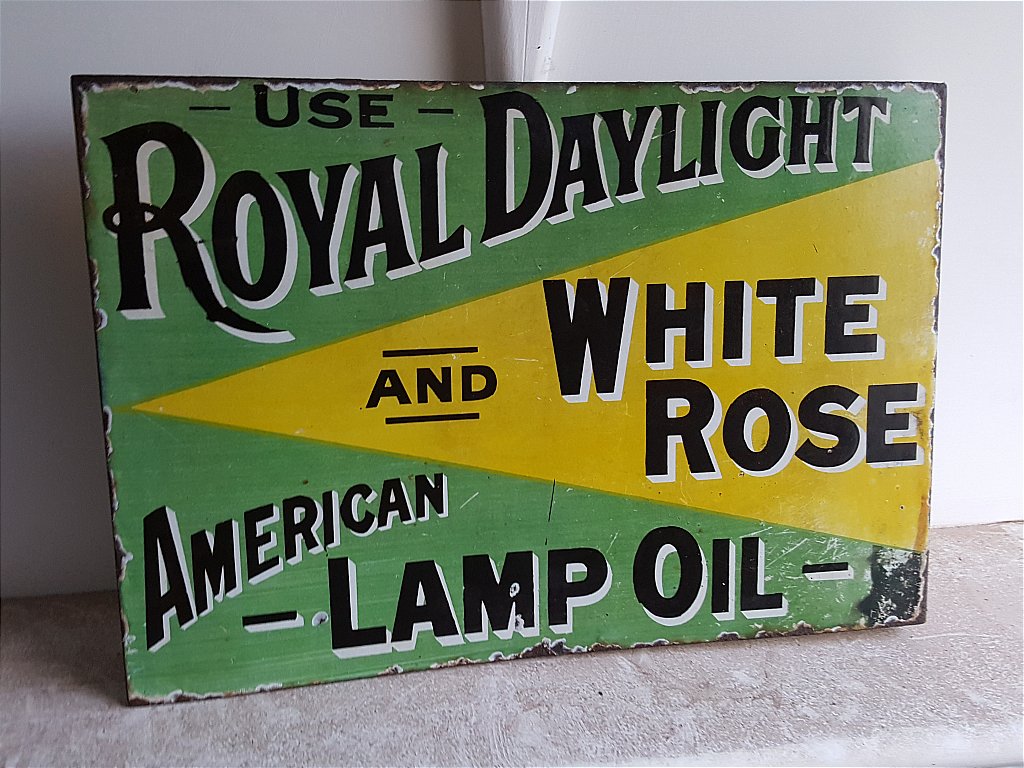 - USE -
ROYAL DAYLIGHT
AND
WHITE
ROSE
AMERICAN
- LAMP OIL -